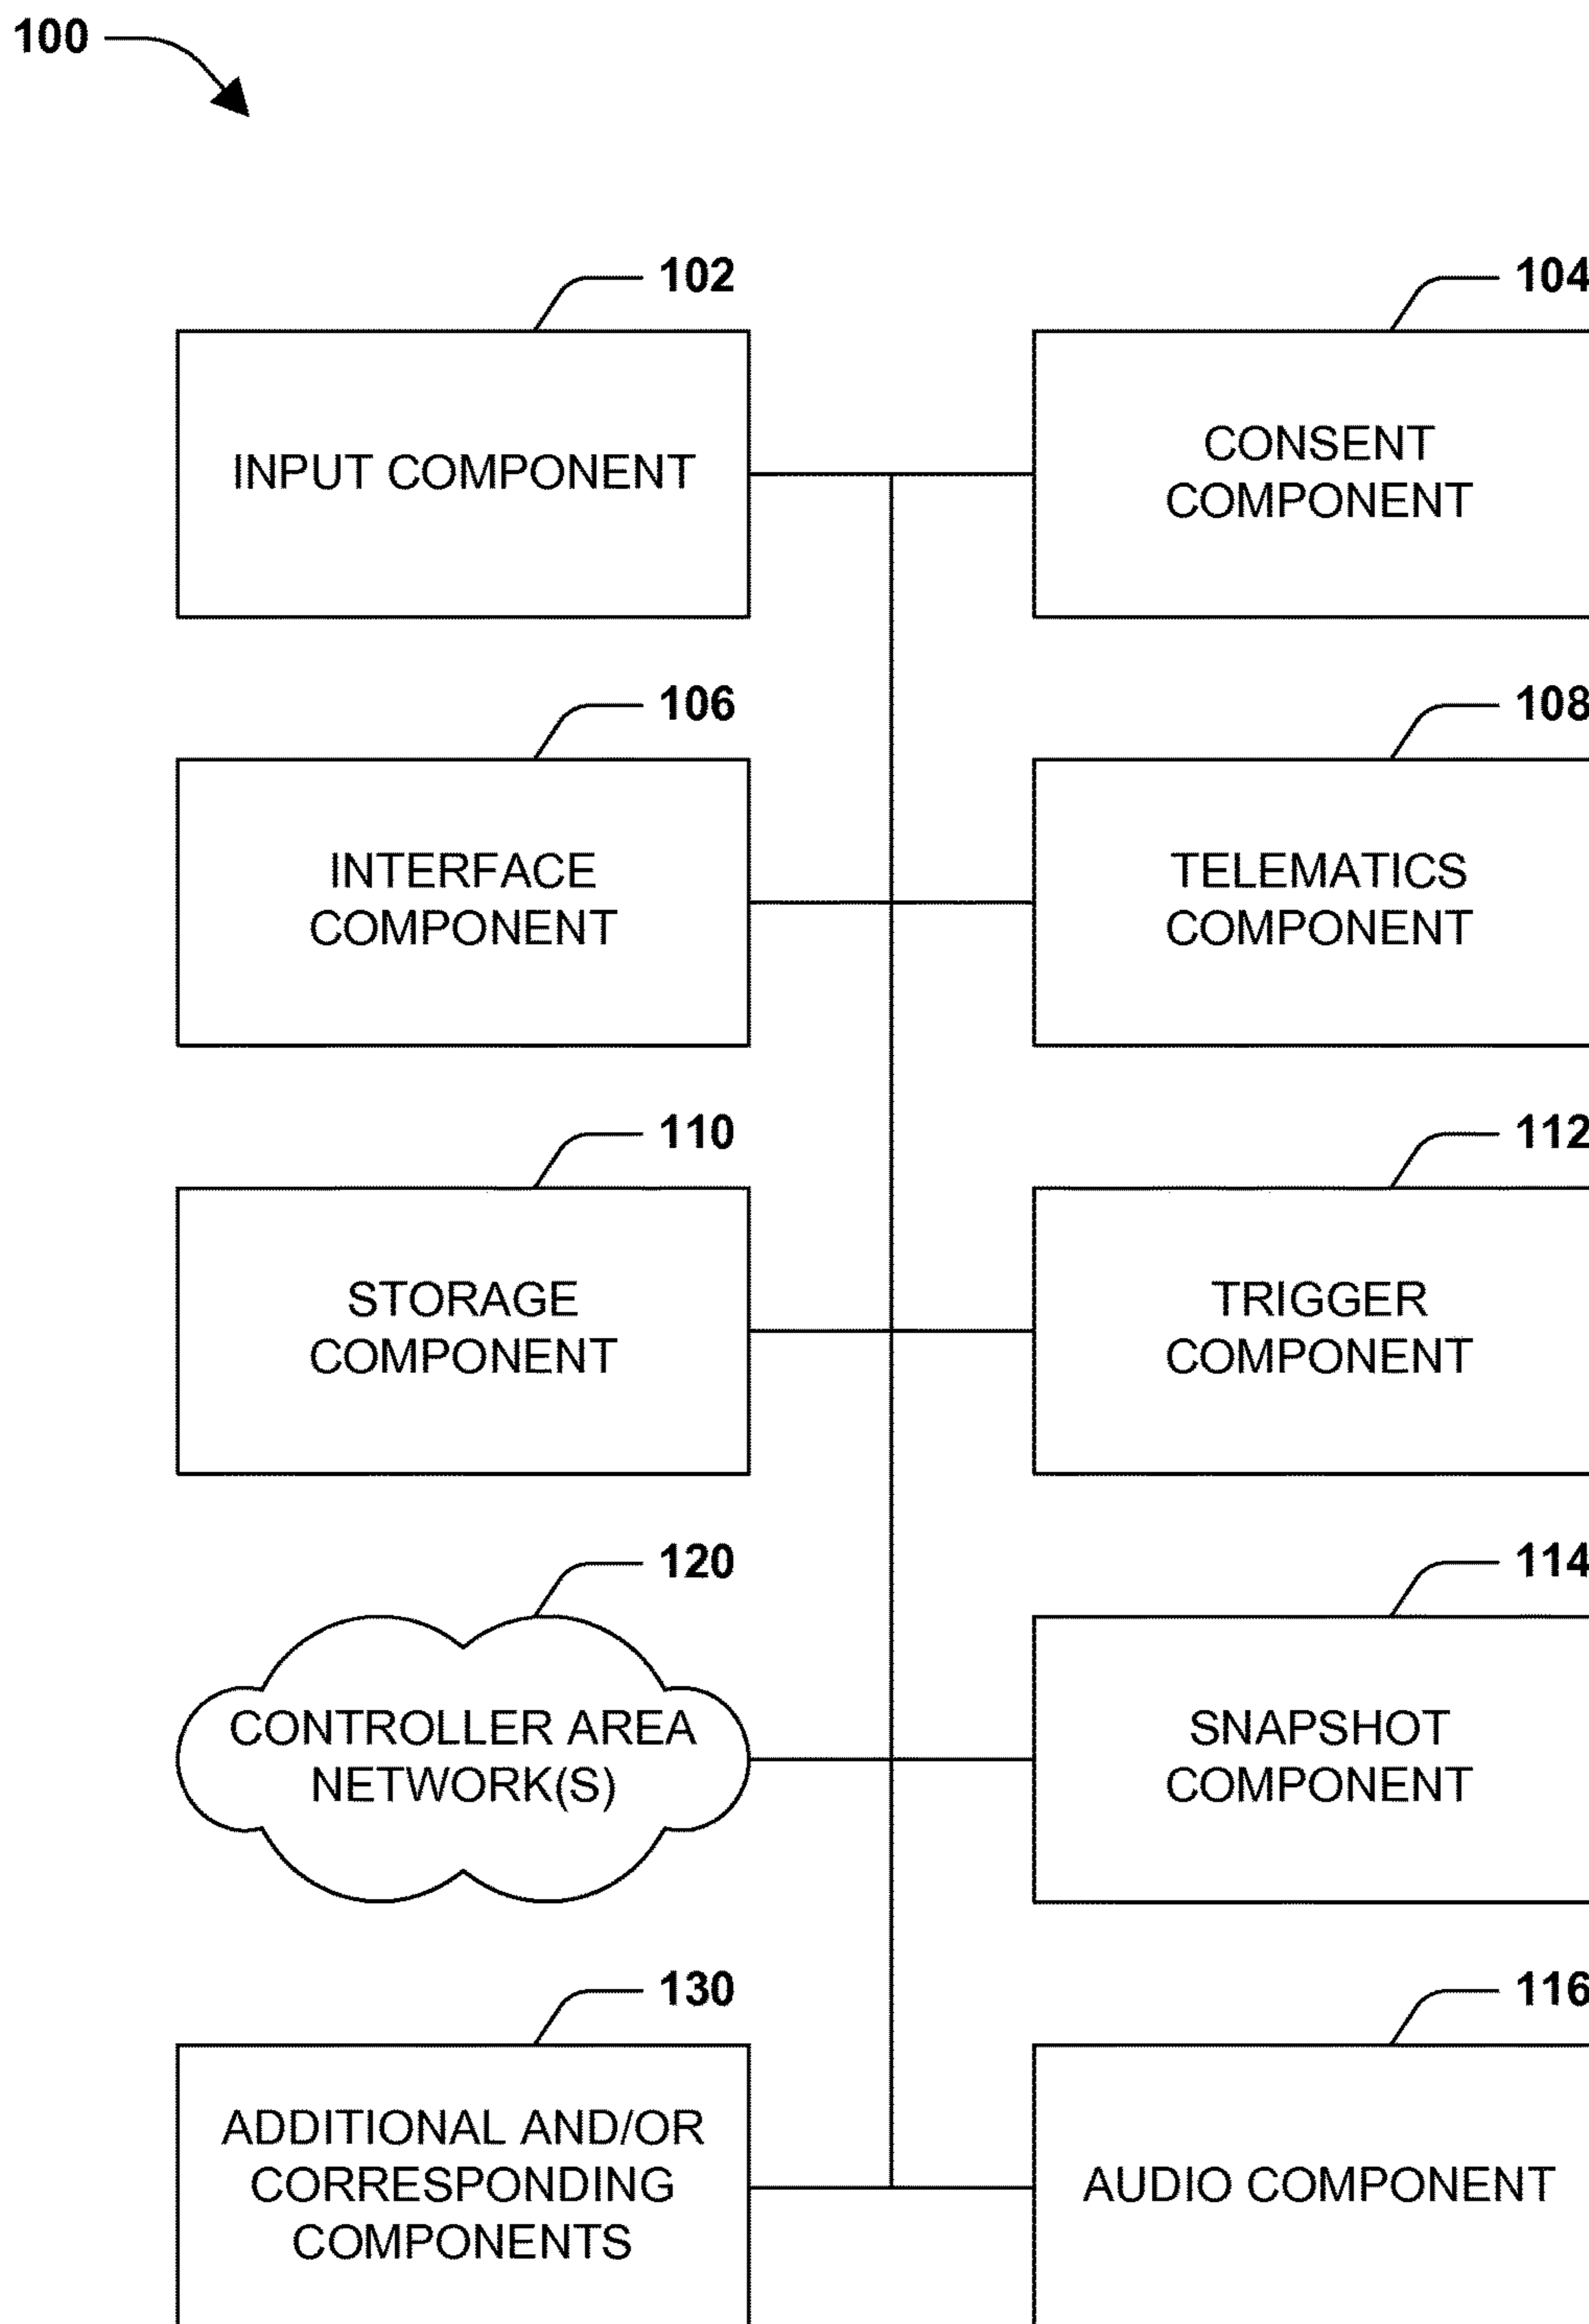 100
102
104
INPUT COMPONENT
CONSENT
COMPONENT
106
108
INTERFACE
COMPONENT
TELEMATICS
COMPONENT
110
112
STORAGE
COMPONENT
TRIGGER
COMPONENT
120
114
CONTROLLER AREA
NETWORK(S)
SNAPSHOT
COMPONENT
130
116
ADDITIONAL AND/OR
CORRESPONDING
COMPONENTS
AUDIO COMPONENT